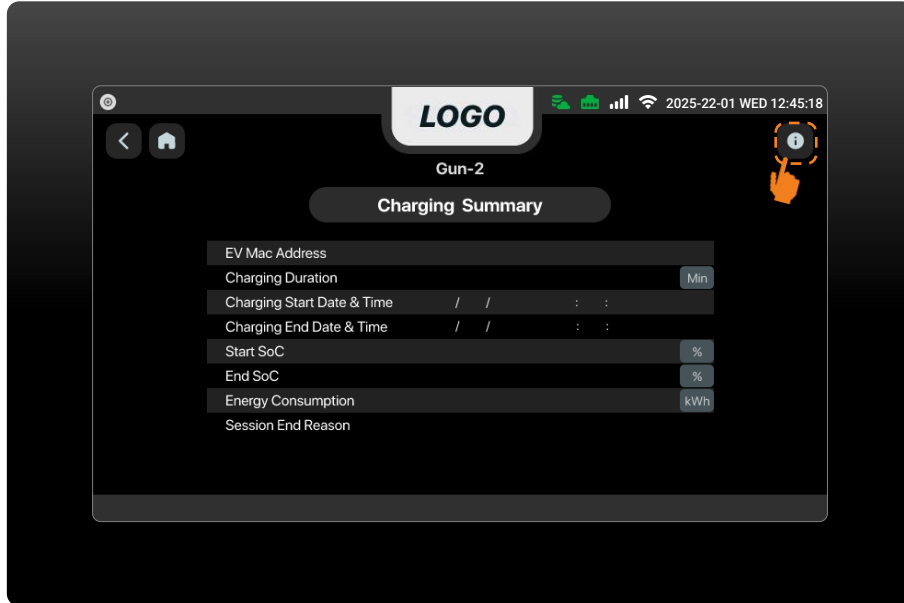 LOGO
2025-22-01 WED 12:45:18
Gun-2
Charging Summary
EV Mac Address
Charging Duration Min
Charging Start Date & Time / / : :
Charging End Date & Time / / : :
Start SoC %
End SoC %
Energy Consumption kWh
Session End Reason